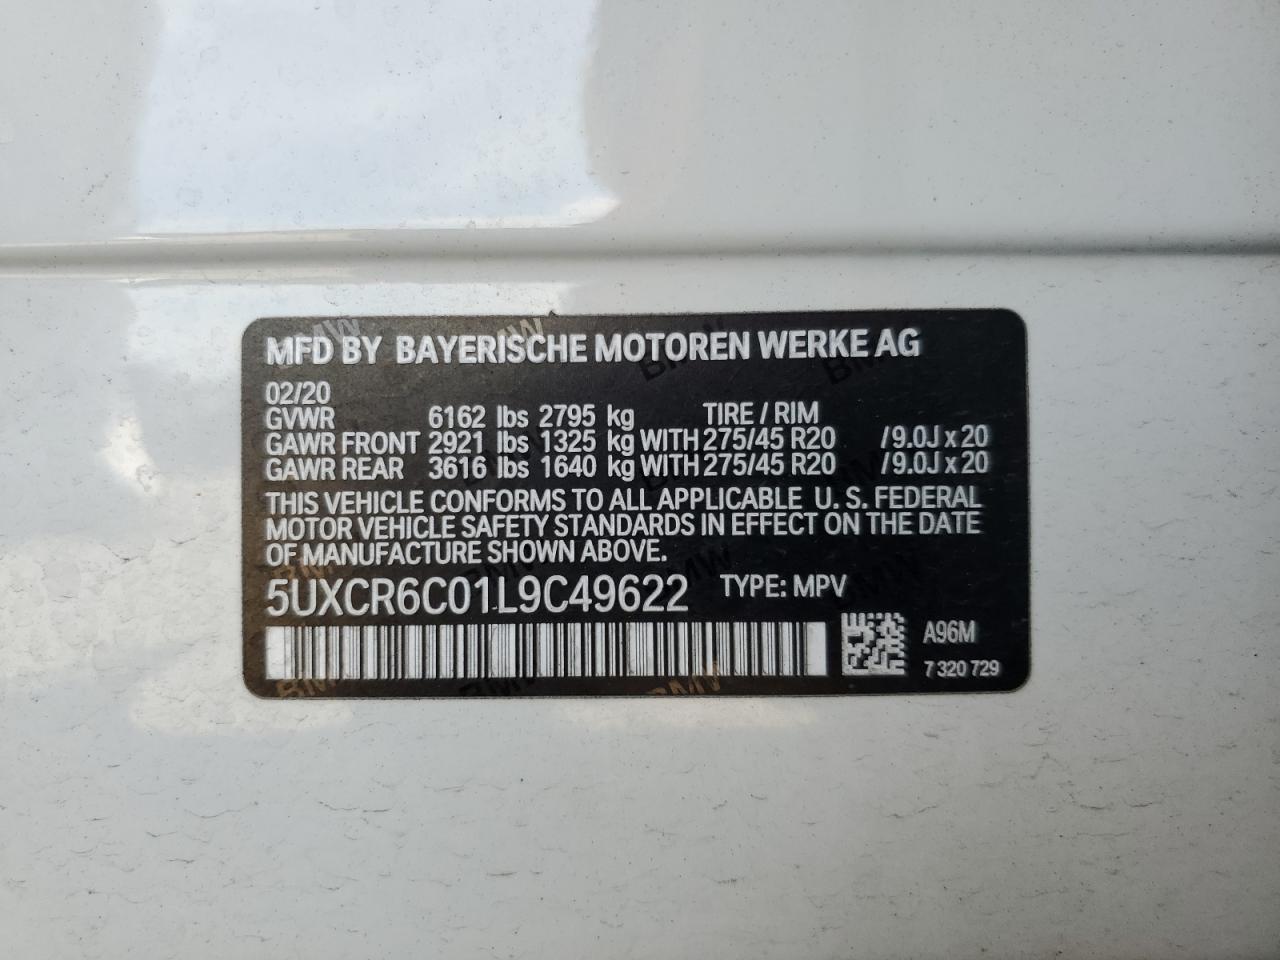 MFD BY BAYERISCHE MOTOREN WERKE AG
02/20
GVWR 6162 lbs 2795 kg TIRE / RIM
GAWR FRONT 2921 lbs 1325 kg WITH 275/45 R20 / 9.0J x 20
GAWR REAR 3616 lbs 1640 kg WITH 275/45 R20 / 9.0J x 20
THIS VEHICLE CONFORMS TO ALL APPLICABLE U. S. FEDERAL
MOTOR VEHICLE SAFETY STANDARDS IN EFFECT ON THE DATE
OF MANUFACTURE SHOWN ABOVE.
5UXCR6C01L9C49622 TYPE: MPV
A96M
7 320 729